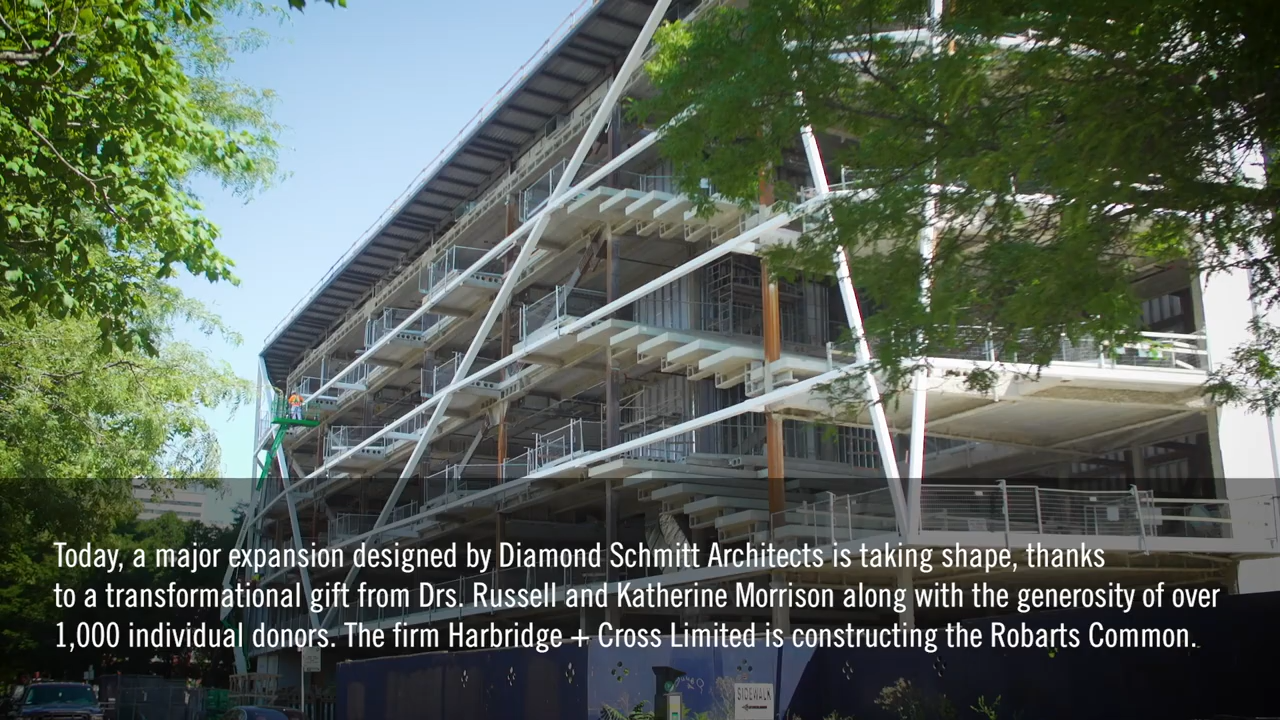 Today, a major expansion designed by Diamond Schmitt Architects is taking shape, thanks
to a transformational gift from Drs. Russell and Katherine Morrison along with the generosity of over
1,000 individual donors. The firm Harbridge + Cross Limited is constructing the Robarts Common.
SIDEWALK